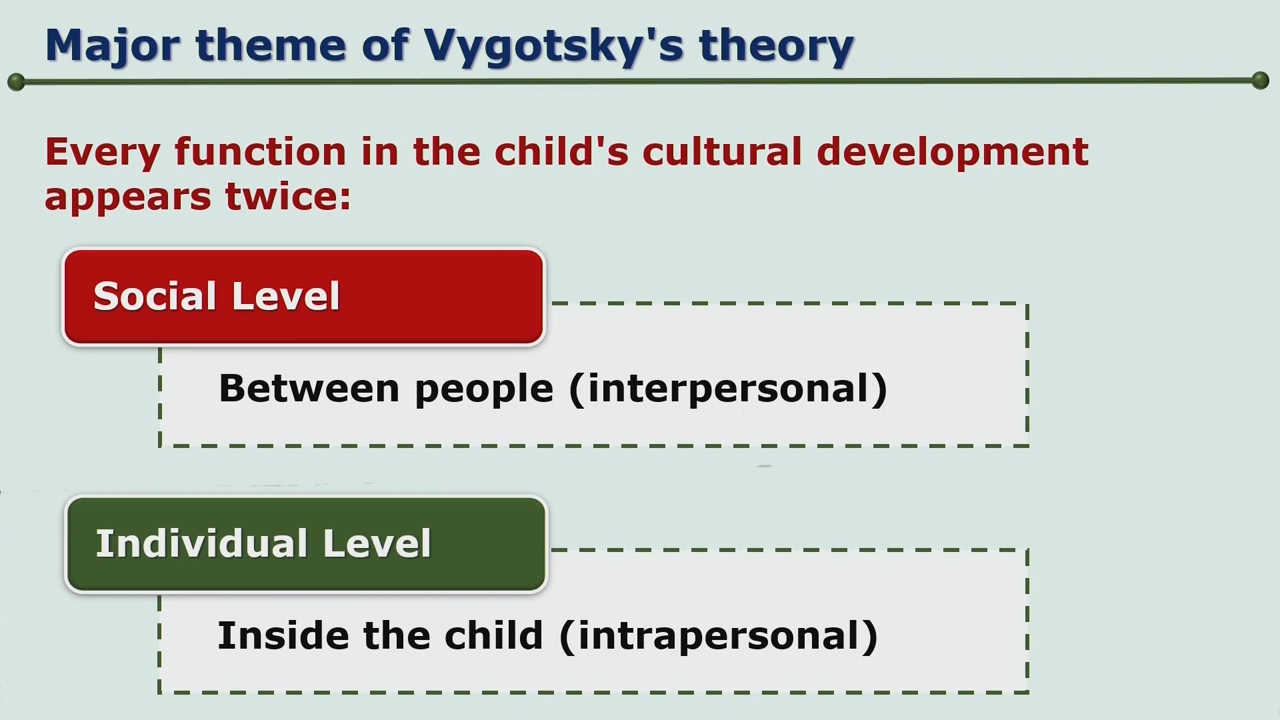 Major theme of Vygotsky's theory
Every function in the child's cultural development
appears twice:
Social Level
Between people (interpersonal)
Individual Level
Inside the child (intrapersonal)